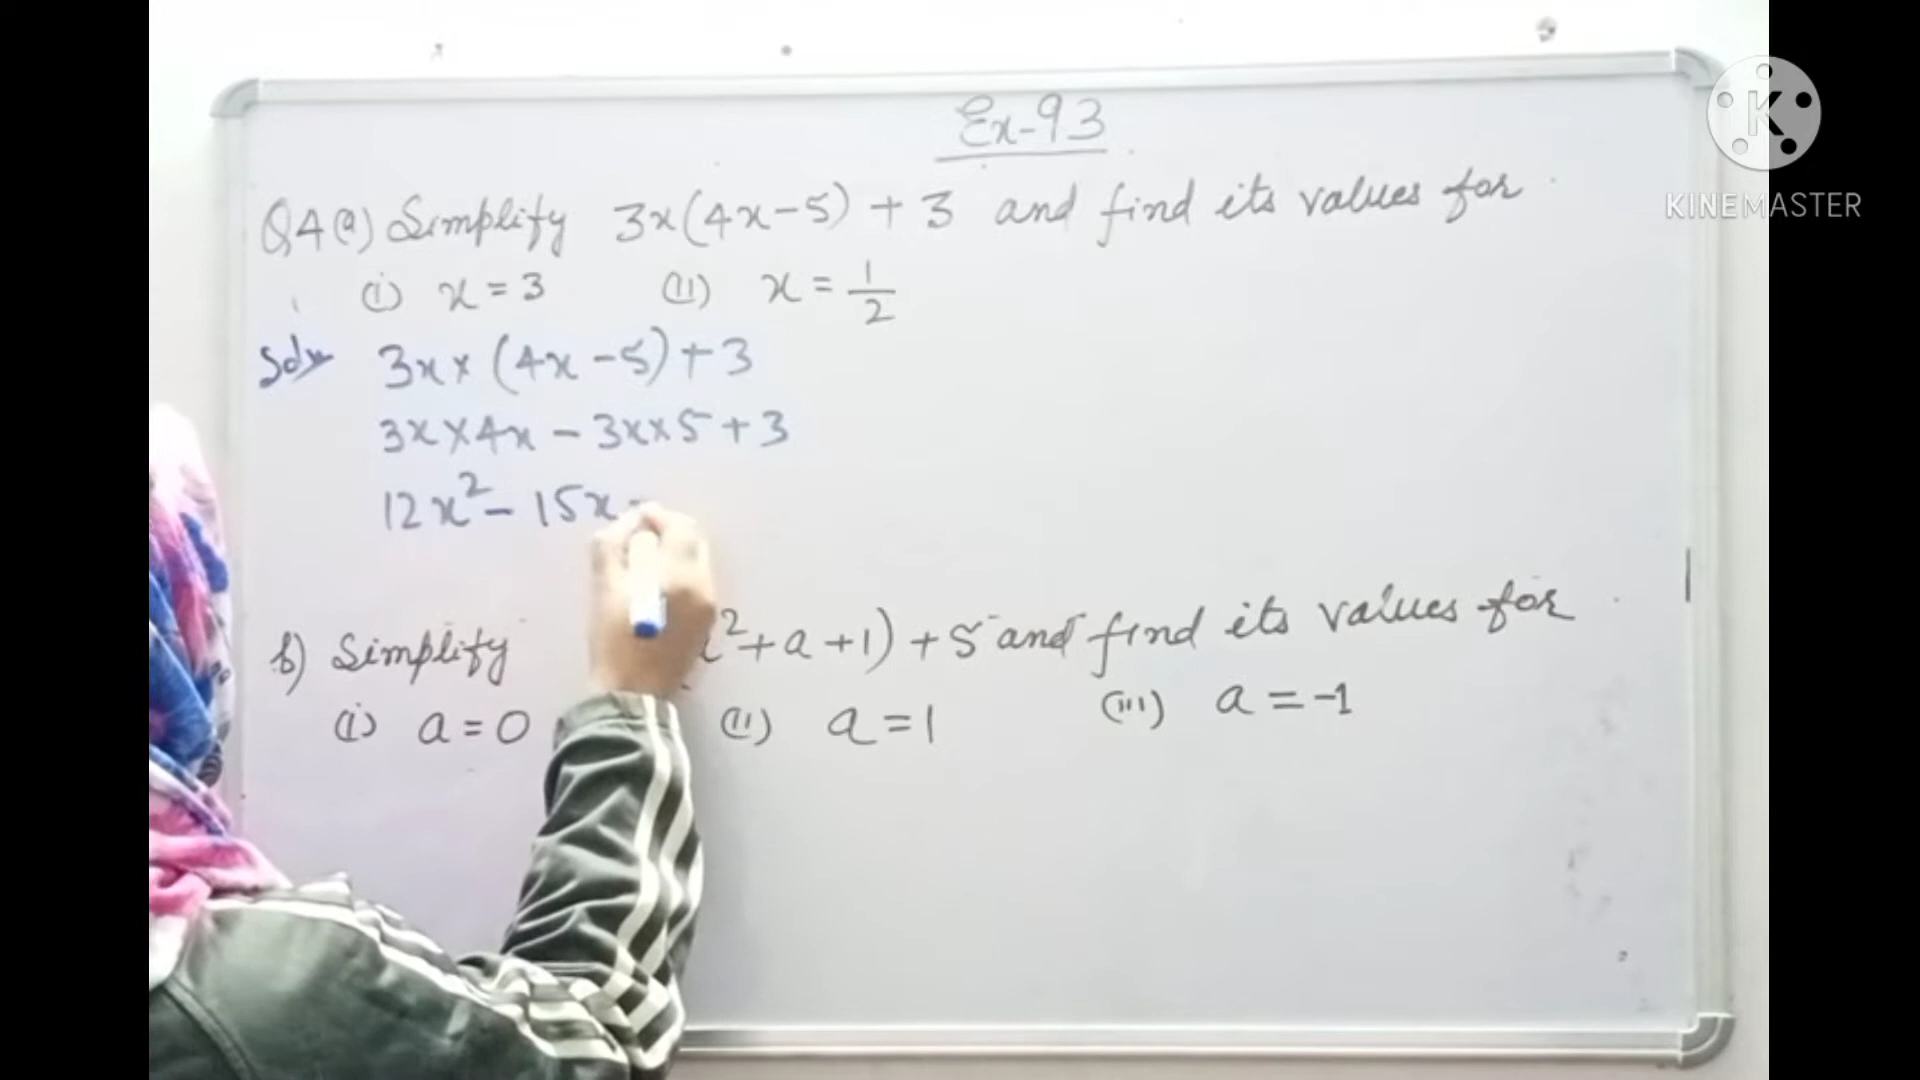 Ex-93
Q4(a) Simplify 3x(4x-5)+3 and find its values for
(i) x=3 (ii) x=1/2
Soln 3x×(4x-5)+3
3x×4x-3x×5+3
12x²-15x
b) Simplify ²+a+1)+5 and find its values for
(i) a=0 (ii) a=1 (iii) a=-1
K
KINEMASTER